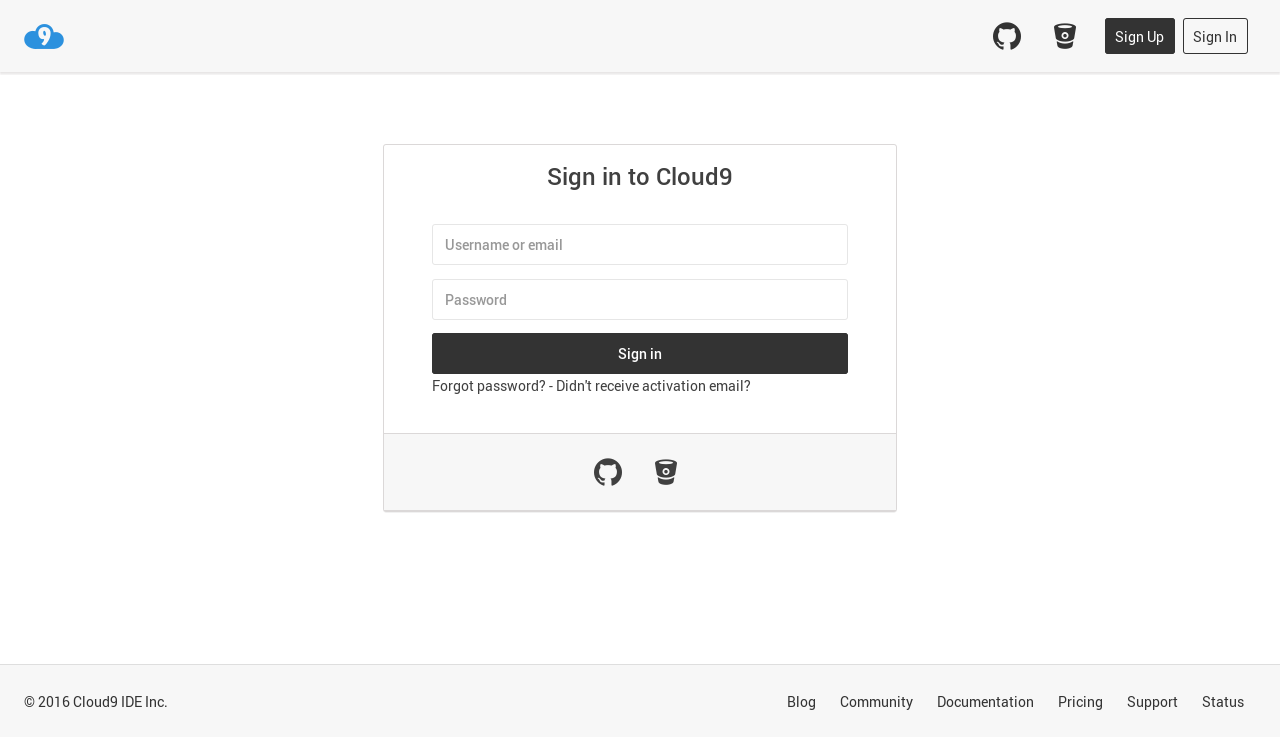 9
Sign Up
Sign In
Sign in to Cloud9
Username or email
Password
Sign in
Forgot password? - Didn't receive activation email?
© 2016 Cloud9 IDE Inc.
Blog
Community
Documentation
Pricing
Support
Status